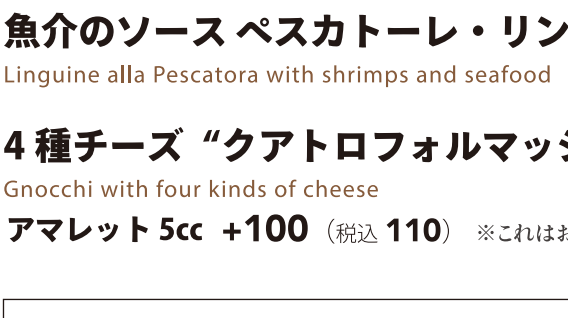 魚介のソース ペスカトーレ・リン
Linguine alla Pescatora with shrimps and seafood
4 種チーズ “クアトロフォルマッジ
Gnocchi with four kinds of cheese
アマレット 5cc +100（税込 110） ※これはお